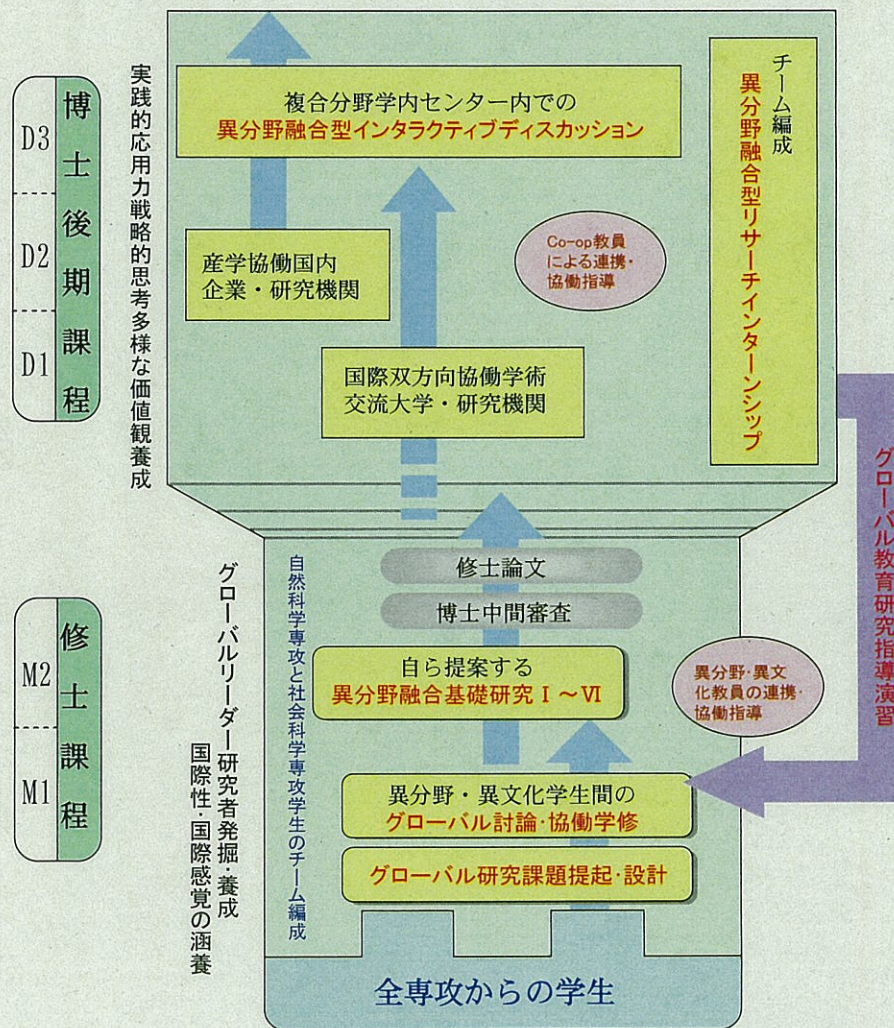 博士後期課程
D3
D2
D1
実践的応用力戦略的思考多様な価値観養成
複合分野学内センター内での
異分野融合型インタラクティブディスカッション
チーム編成
異分野融合型リサーチインターンシップ
産学協働国内
企業・研究機関
Co-op教員
による連携・
協働指導
国際双方向協働学術
交流大学・研究機関
グローバル教育研究指導演習
修士課程
M2
M1
グローバルリーダー研究者発掘・養成
国際性・国際感覚の涵養
自然科学専攻と社会科学専攻学生のチーム編成
修士論文
博士中間審査
自ら提案する
異分野融合基礎研究Ⅰ～Ⅵ
異分野・異文
化教員の連携・
協働指導
異分野・異文化学生間の
グローバル討論・協働学修
グローバル研究課題提起・設計
全専攻からの学生